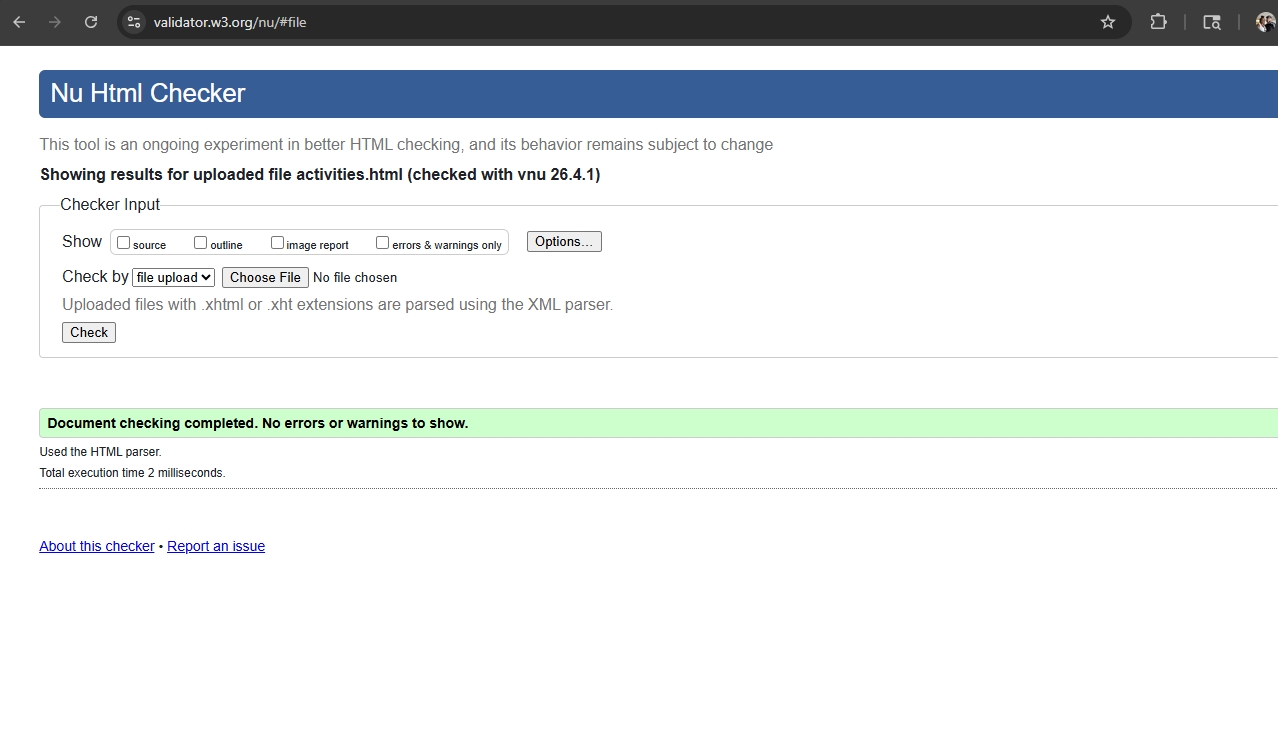 validator.w3.org/nu/#file
Nu Html Checker
This tool is an ongoing experiment in better HTML checking, and its behavior remains subject to change
Showing results for uploaded file activities.html (checked with vnu 26.4.1)
Checker Input
Show source outline image report errors & warnings only Options...
Check by file upload Choose File No file chosen
Uploaded files with .xhtml or .xht extensions are parsed using the XML parser.
Check
Document checking completed. No errors or warnings to show.
Used the HTML parser.
Total execution time 2 milliseconds.
About this checker • Report an issue